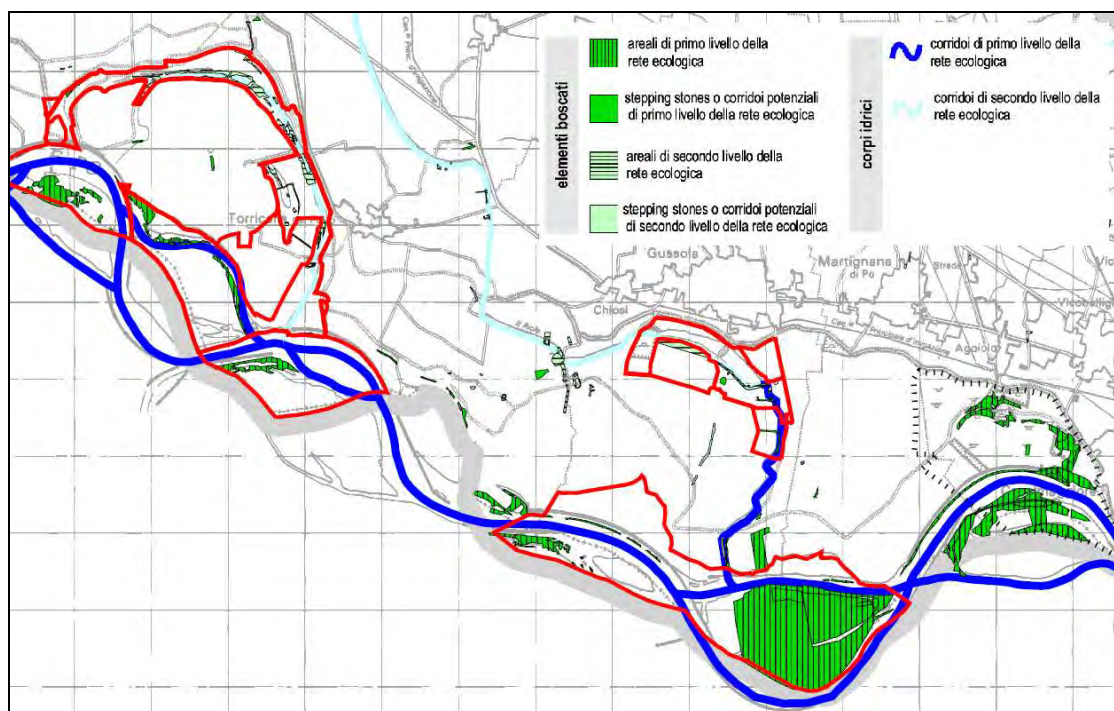 elementi boscati
areali di primo livello della
rete ecologica
stepping stones o corridoi potenziali
di primo livello della rete ecologica
areali di secondo livello della
rete ecologica
stepping stones o corridoi potenziali
di secondo livello della rete ecologica
corpi idrici
corridoi di primo livello della
rete ecologica
corridoi di secondo livello della
rete ecologica
Gussola
Martignana
di Po
Chiosi
Agoiolo